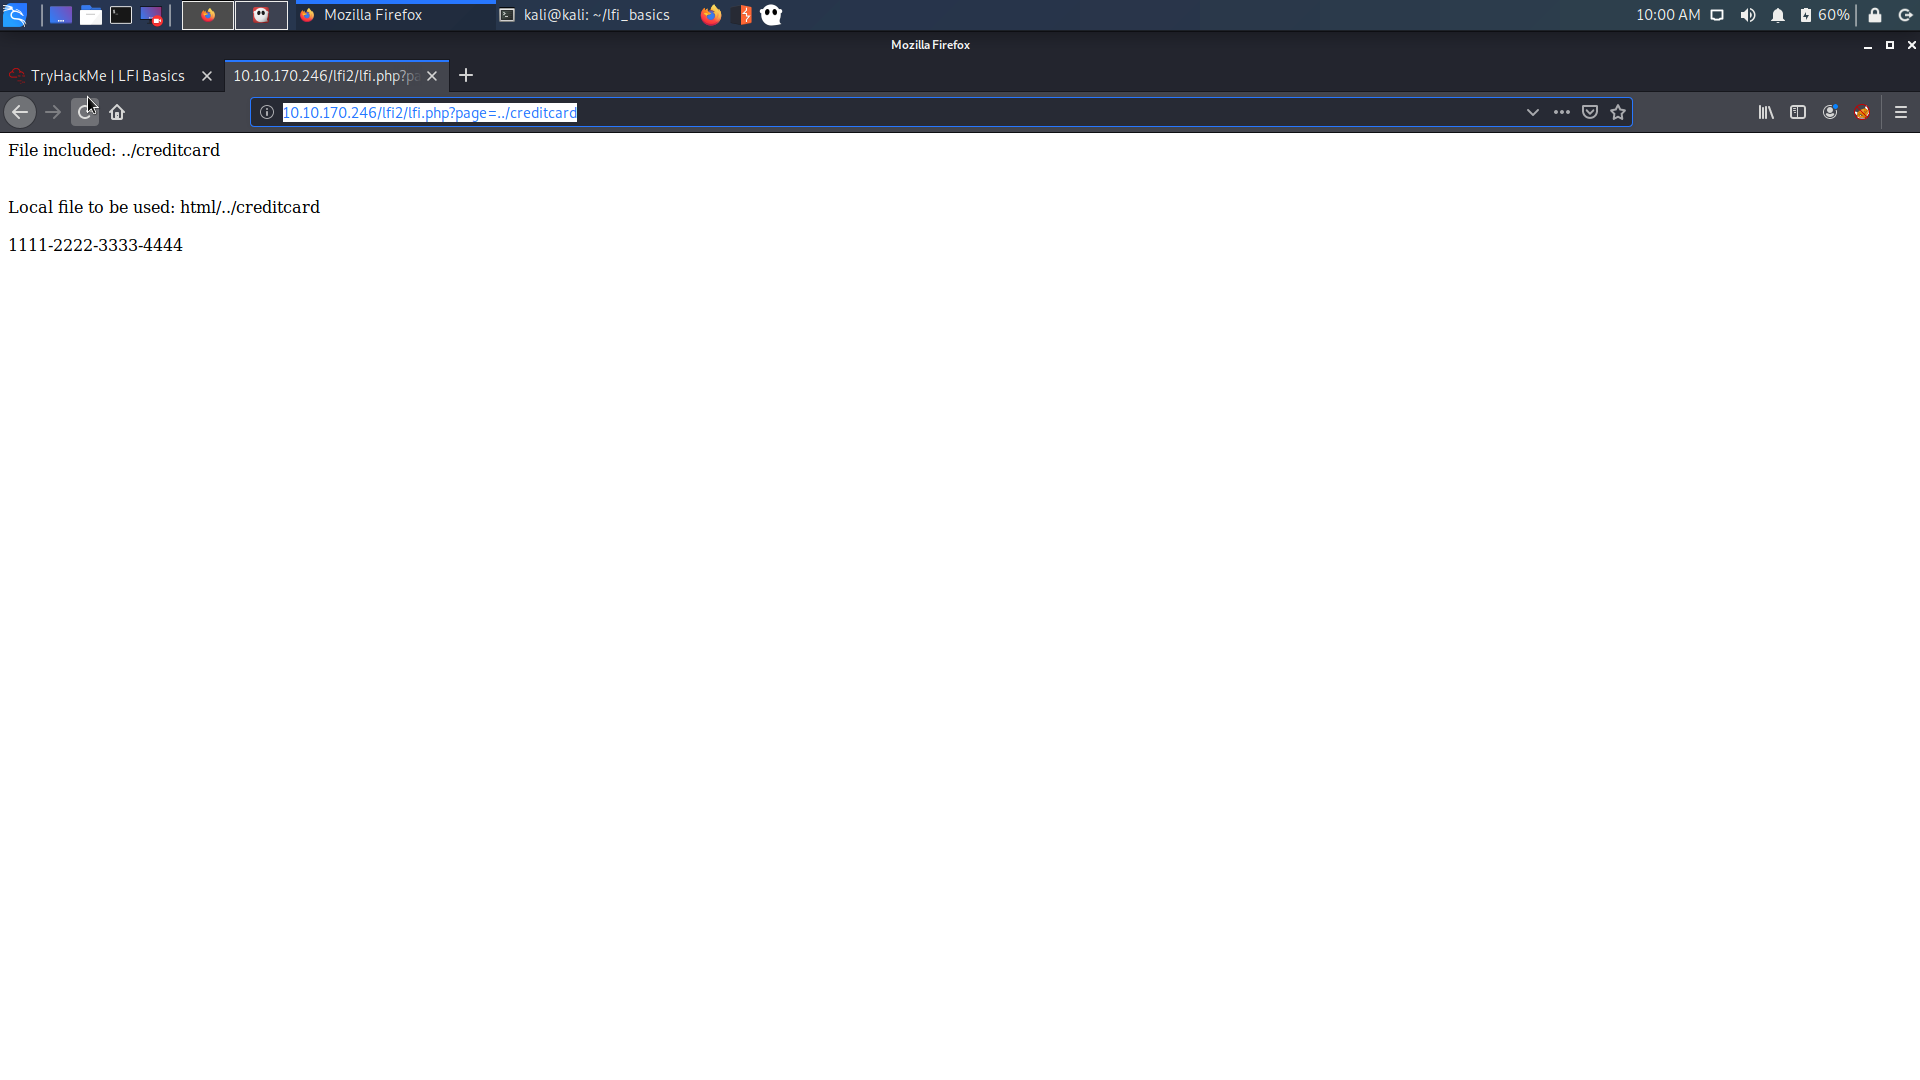 Mozilla Firefox
kali@kali: ~/lfi_basics
10:00 AM
60%
Mozilla Firefox
TryHackMe | LFI Basics
10.10.170.246/lfi2/lfi.php?pa
10.10.170.246/lfi2/lfi.php?page=../creditcard
File included: ../creditcard
Local file to be used: html/../creditcard
1111-2222-3333-4444